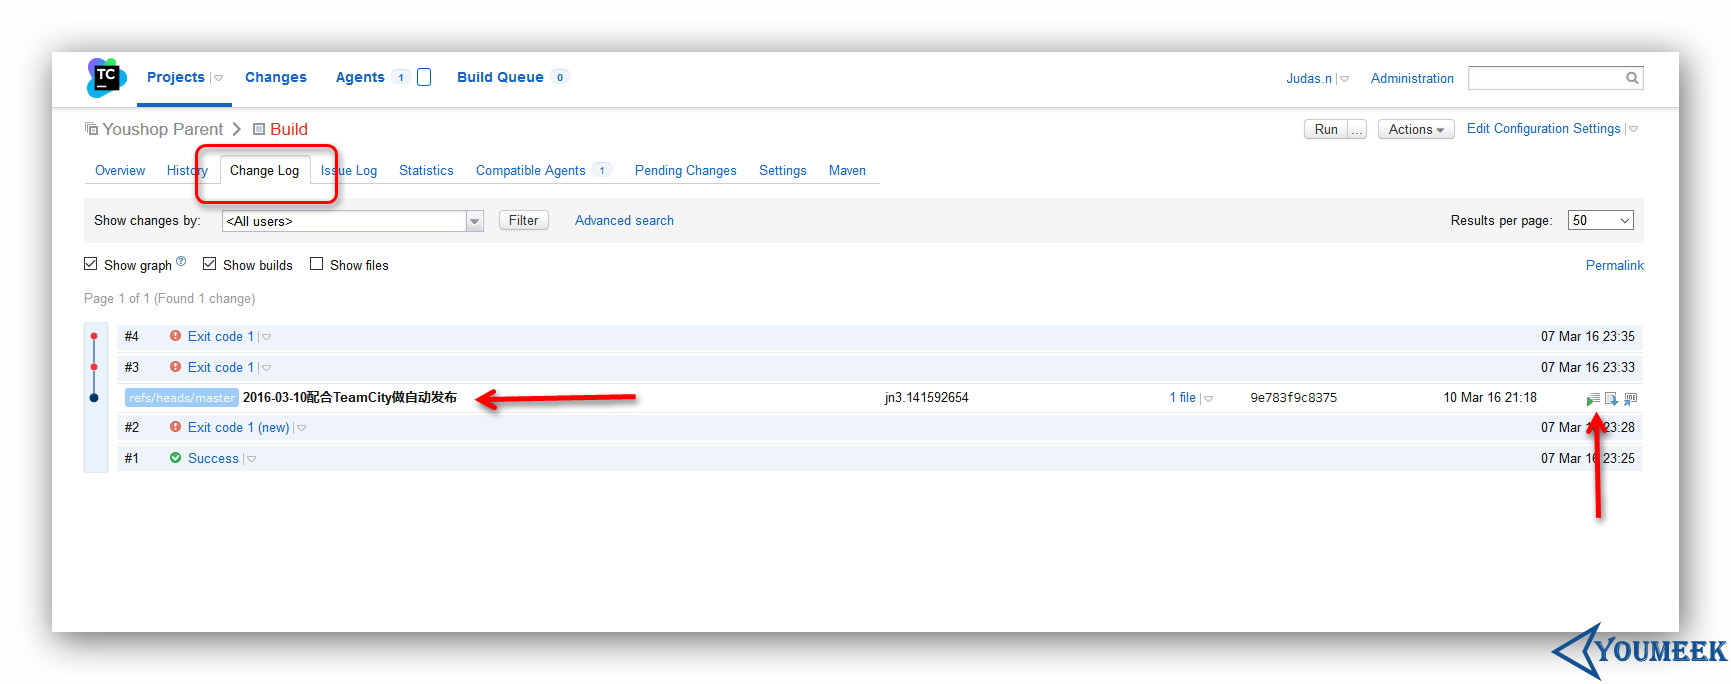 TC Projects Changes Agents 1 Build Queue 0 Judas.n Administration
Youshop Parent Build Run ... Actions Edit Configuration Settings
Overview History Change Log Issue Log Statistics Compatible Agents 1 Pending Changes Settings Maven
Show changes by: <All users> Filter Advanced search Results per page: 50
Show graph ? Show builds Show files Permalink
Page 1 of 1 (Found 1 change)
#4 Exit code 1 07 Mar 16 23:35
#3 Exit code 1 07 Mar 16 23:33
refs/heads/master 2016-03-10配合TeamCity做自动发布 jn3.141592654 1 file 9e783f9c8375 10 Mar 16 21:18
#2 Exit code 1 (new) 07 Mar 16 23:28
#1 Success 07 Mar 16 23:25
YOUMEEK